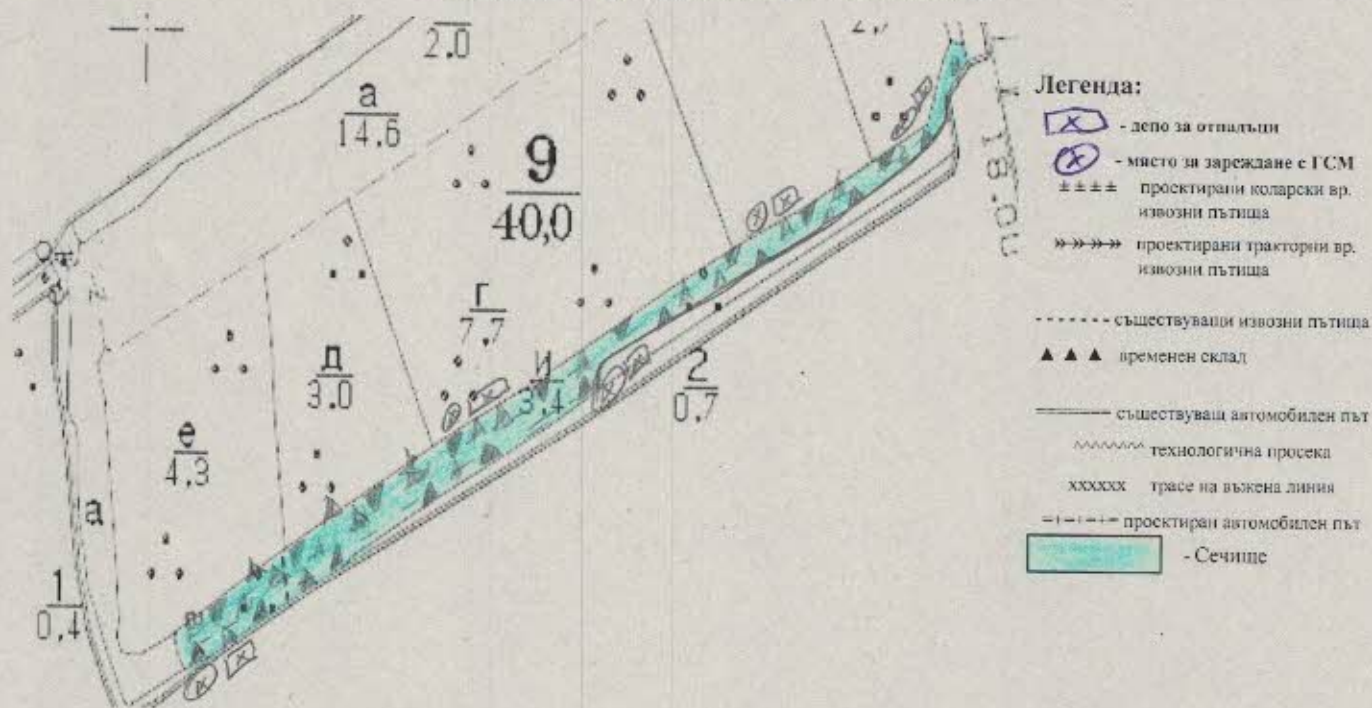 2.0
а
14.6
9
40,0
г
7.7
д
3.0
е
4.3
и
3.4
2
0.7
а
1
0.4
Легенда:
X - депо за отпадъци
X - място за зареждане с ГСМ
проектирани коларски вр.
извозни пътища
проектирани тракторни вр.
извозни пътища
съществуващи извозни пътища
временен склад
съществуващ автомобилен път
технологична просека
xxxxxx трасе на въжена линия
проектиран автомобилен път
- Сечище